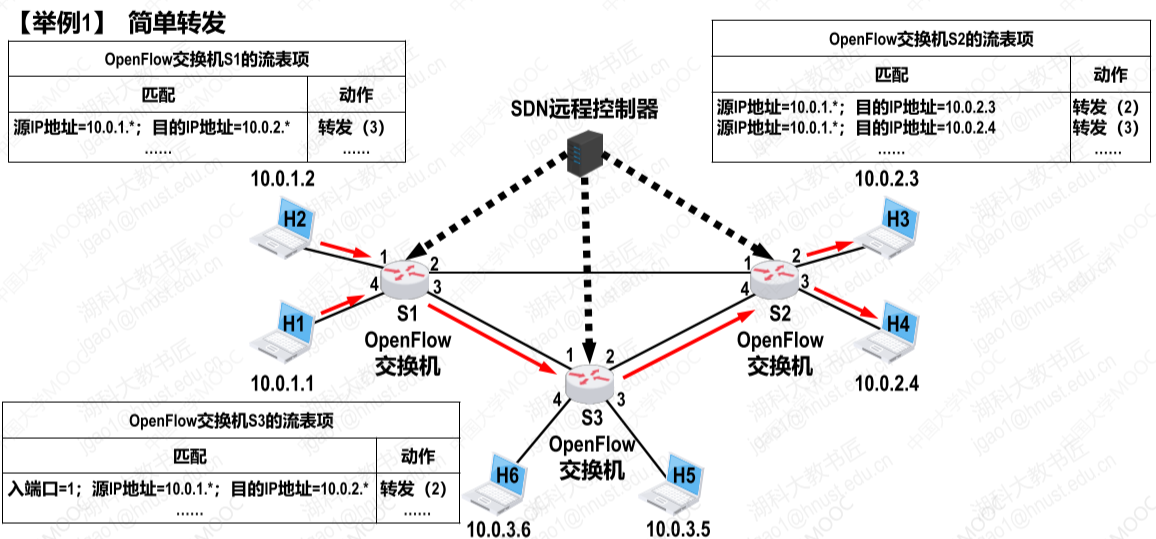 【举例1】 简单转发
OpenFlow交换机S1的流表项
匹配 动作
源IP地址=10.0.1.*；目的IP地址=10.0.2.* 转发（3）
...... ......
OpenFlow交换机S2的流表项
匹配 动作
源IP地址=10.0.1.*；目的IP地址=10.0.2.3 转发（2）
源IP地址=10.0.1.*；目的IP地址=10.0.2.4 转发（3）
...... ......
SDN远程控制器
10.0.1.2
H2
10.0.2.3
H3
1 2
4 3
S1
OpenFlow
交换机
1 2
4 3
S2
OpenFlow
交换机
H1
10.0.1.1
H4
10.0.2.4
1 2
4 3
S3
OpenFlow
交换机
H6
10.0.3.6
H5
10.0.3.5
OpenFlow交换机S3的流表项
匹配 动作
入端口=1；源IP地址=10.0.1.*；目的IP地址=10.0.2.* 转发（2）
...... ......
中国大学MOOC
湖科大教书匠
jgao1@hnust.edu.cn